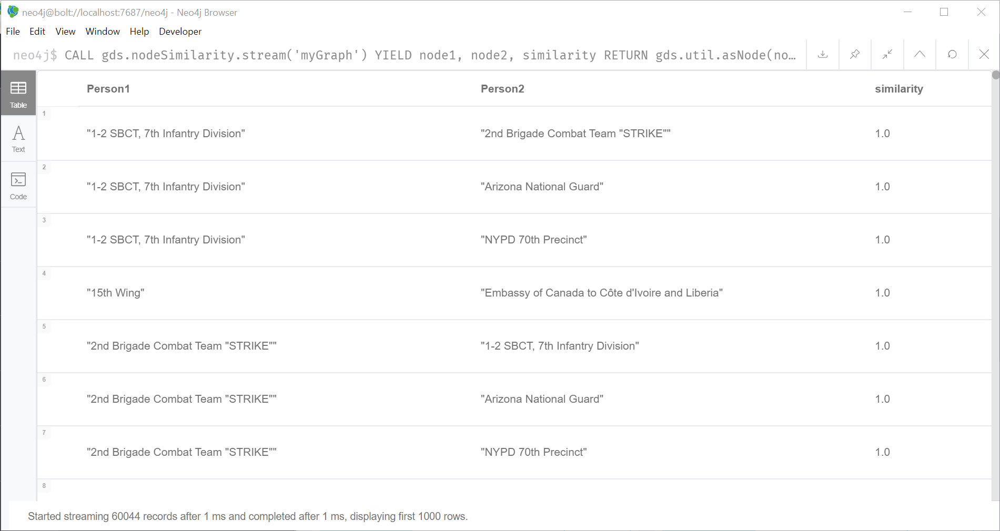 neo4j@bolt://localhost:7687/neo4j - Neo4j Browser
File Edit View Window Help Developer
neo4j$ CALL gds.nodeSimilarity.stream('myGraph') YIELD node1, node2, similarity RETURN gds.util.asNode(no…
Table
Text
Code
Person1 Person2 similarity
1
"1-2 SBCT, 7th Infantry Division" "2nd Brigade Combat Team "STRIKE"" 1.0
2
"1-2 SBCT, 7th Infantry Division" "Arizona National Guard" 1.0
3
"1-2 SBCT, 7th Infantry Division" "NYPD 70th Precinct" 1.0
4
"15th Wing" "Embassy of Canada to Côte d'Ivoire and Liberia" 1.0
5
"2nd Brigade Combat Team "STRIKE"" "1-2 SBCT, 7th Infantry Division" 1.0
6
"2nd Brigade Combat Team "STRIKE"" "Arizona National Guard" 1.0
7
"2nd Brigade Combat Team "STRIKE"" "NYPD 70th Precinct" 1.0
8
Started streaming 60044 records after 1 ms and completed after 1 ms, displaying first 1000 rows.